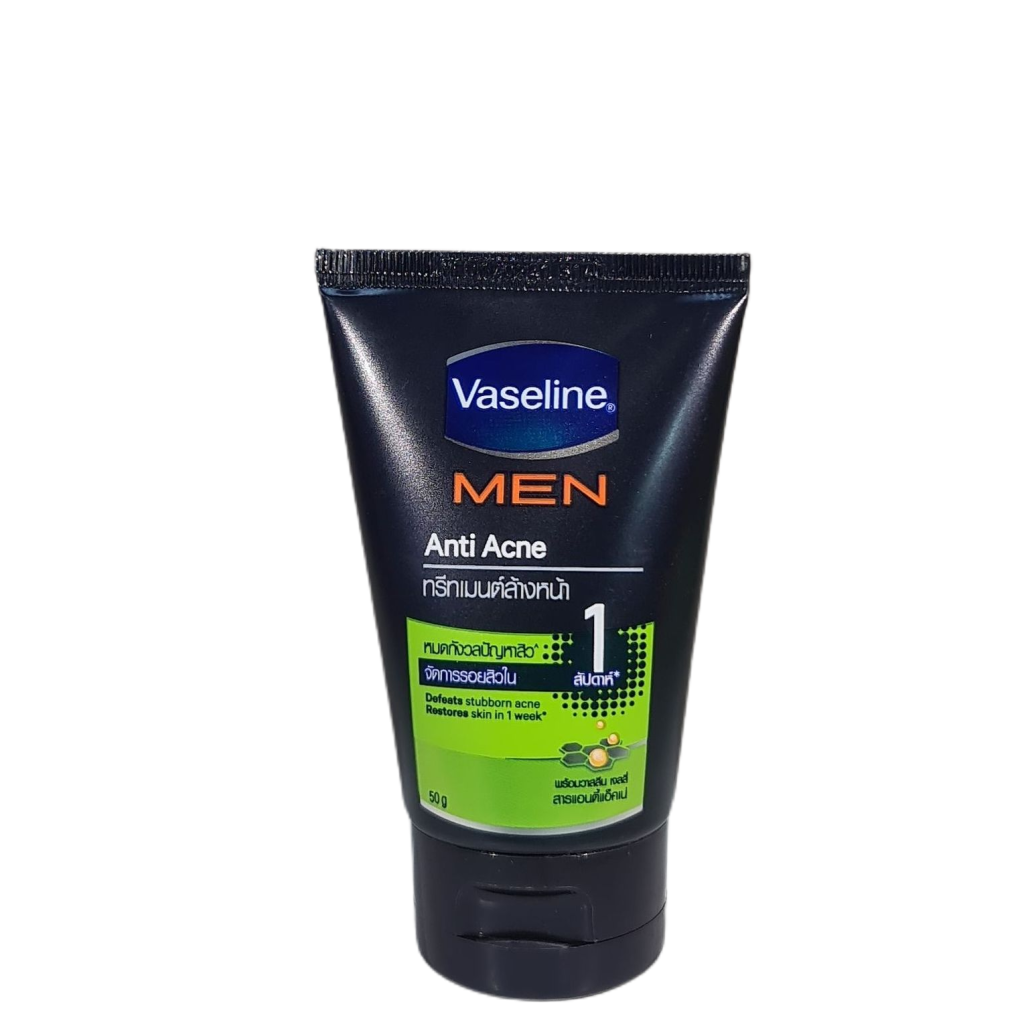 Vaseline®
MEN
Anti Acne
ทรีทเมนต์ล้างหน้า
หมดกังวลปัญหาสิว^
จัดการรอยสิวใน
1
สัปดาห์*
Defeats stubborn acne
Restores skin in 1 week*
พร้อมวาสลีน เจลลี่
สารแอนตี้แอ็คเน่
50 g